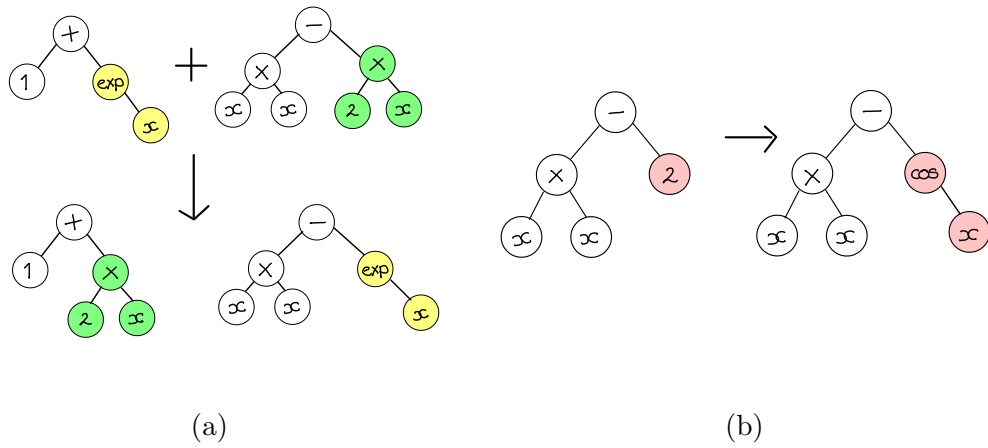 + −
1 exp + × ×
x x x 2 x
+ −
1 × × exp
2 x x x x
− → −
× 2 × cos
x x x x x
(a) (b)